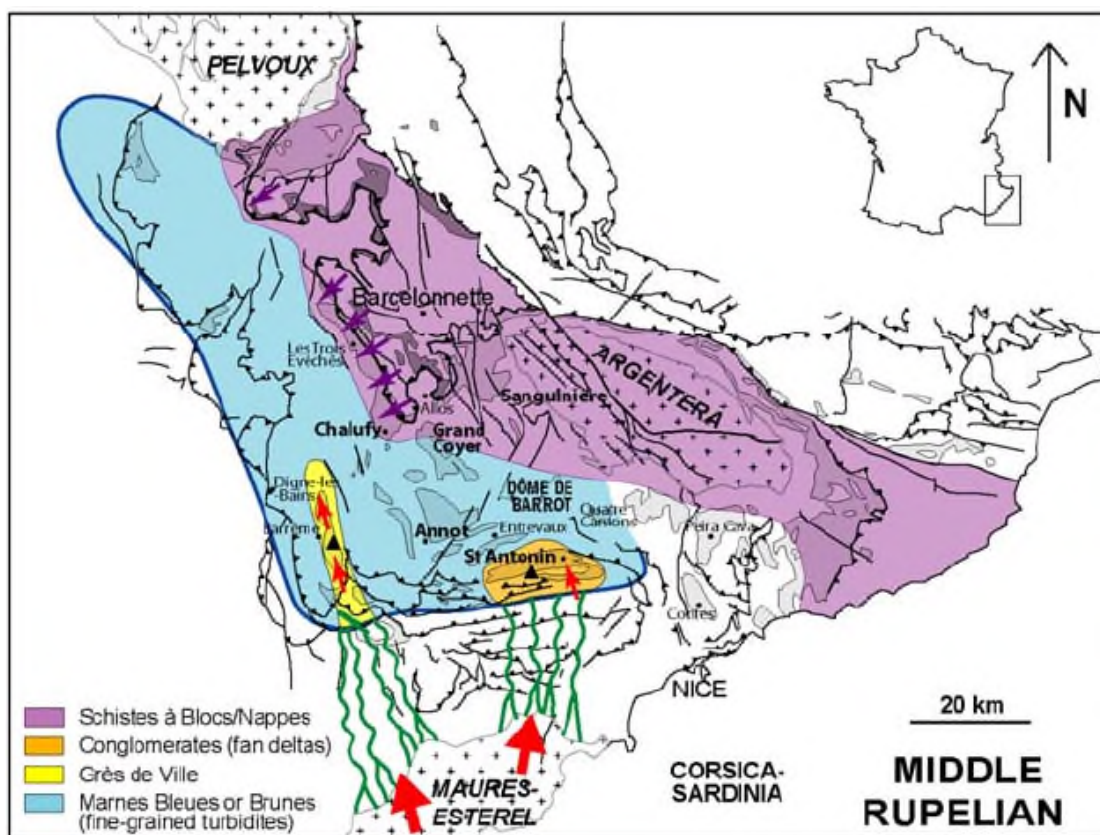 PELVOUX
N
Barcelonnette
Les Trois
Evêchés
ARGENTERA
Sanguinière
Allos
Chalufy
Grand
Coyer
Digne-les
-Bains
DÔME DE
BARROT
Quatre
Cantons
Barrême
Annot
Entrevaux
Peira Cava
St Antonin
Contes
NICE
20 km
Schistes à Blocs/Nappes
Conglomerates (fan deltas)
Grès de Ville
Marnes Bleues or Brunes
(fine-grained turbidites)
MAURES-
ESTEREL
CORSICA-
SARDINIA
MIDDLE
RUPELIAN